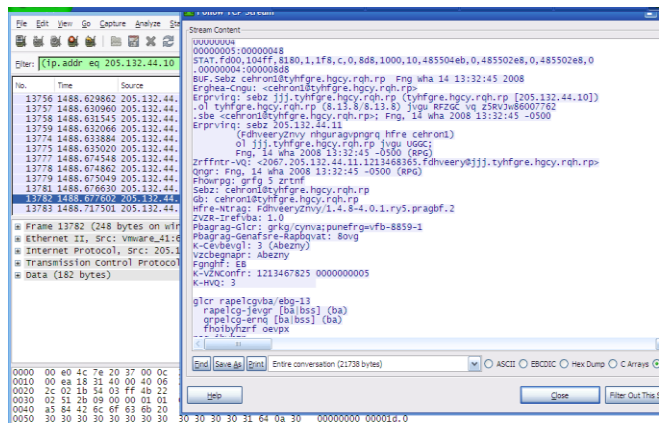 File Edit View Go Capture Analyze Sta
Filter: (ip.addr eq 205.132.44.10
No. Time Source
13756 1488.629862 205.132.44.
13757 1488.630960 205.132.44.
13758 1488.631545 205.132.44.
13759 1488.632066 205.132.44.
13774 1488.633884 205.132.44.
13775 1488.635020 205.132.44.
13777 1488.674548 205.132.44.
13778 1488.674862 205.132.44.
13779 1488.675049 205.132.44.
13781 1488.676630 205.132.44.
13782 1488.677602 205.132.44.
13783 1488.717501 205.132.44.
Frame 13782 (248 bytes on wir
Ethernet II, Src: Vmware_41:6
Internet Protocol, Src: 205.1
Transmission Control Protocol
Data (182 bytes)
0000 00 e0 4c 7e 20 37 00 0c
0010 00 ea 18 31 40 00 40 06
0020 2c 02 1b 54 03 ff 4b 22
0030 02 51 2b 09 00 00 01 01
0040 a5 84 42 6c 6f 63 6b 20
0050 30 30 30 30 30 30 30 30 30 30 30 30 31 64 0a 30 00000000 00001d.0
Follow TCP Stream
Stream Content
00000004
00000005:00000048
STAT.fd00,104ff,8180,1,1f8,c,0,8d8,1000,10,485504eb,0,485502e8,0,485502e8,0
.00000004:000008d8
BUF.Sebz cehron1@tyhfgre.hgcy.rqh.rp Fng Wha 14 13:32:45 2008
Erghea-Cngu: <cehron1@tyhfgre.hgcy.rqh.rp>
Erprvirq: sebz jjj.tyhfgre.hgcy.rqh.rp (tyhfgre.hgcy.rqh.rp [205.132.44.10])
.ol tyhfgre.hgcy.rqh.rp (8.13.8/8.13.8) jvgu RFZGC vq z5RVJw86007762
.sbe <cehron1@tyhfgre.hgcy.rqh.rp>; Fng, 14 Wha 2008 13:32:45 -0500
Erprvirq: sebz 205.132.44.11
(FdhveeryZnvy nhguragvpngrq hfre cehron1)
ol jjj.tyhfgre.hgcy.rqh.rp jvgu UGGC;
Fng, 14 Wha 2008 13:32:45 -0500 (RPG)
Zrffntr-VQ: <2067.205.132.44.11.1213468365.fdhveery@jjj.tyhfgre.hgcy.rqh.rp>
Qngr: Fng, 14 Wha 2008 13:32:45 -0500 (RPG)
Fhowrpg: grfg 5 zrtnf
Sebz: cehron1@tyhfgre.hgcy.rqh.rp
Gb: cehron1@tyhfgre.hgcy.rqh.rp
Hfre-Ntrag: FdhveeryZnvy/1.4.8-4.0.1.ry5.pragbf.2
ZVZR-Irefvba: 1.0
Pbagrag-Glcr: grkg/cynva;punefrg=vfb-8859-1
Pbagrag-Genafsre-Rapbqvat: 8ovg
K-Cevbevgl: 3 (Abezny)
Vzcbegnapr: Abezny
Fgnghf: EB
K-VZNConfr: 1213467825 0000000005
K-HVQ: 3
glcr rapelcgvba/ebg-13
rapelcg-jevgr [ba|bss] (ba)
qrpelcg-ernq [ba|bss] (ba)
Find Save As Print Entire conversation (21738 bytes) ASCII EBCDIC Hex Dump C Arrays
Help Close Filter Out This S